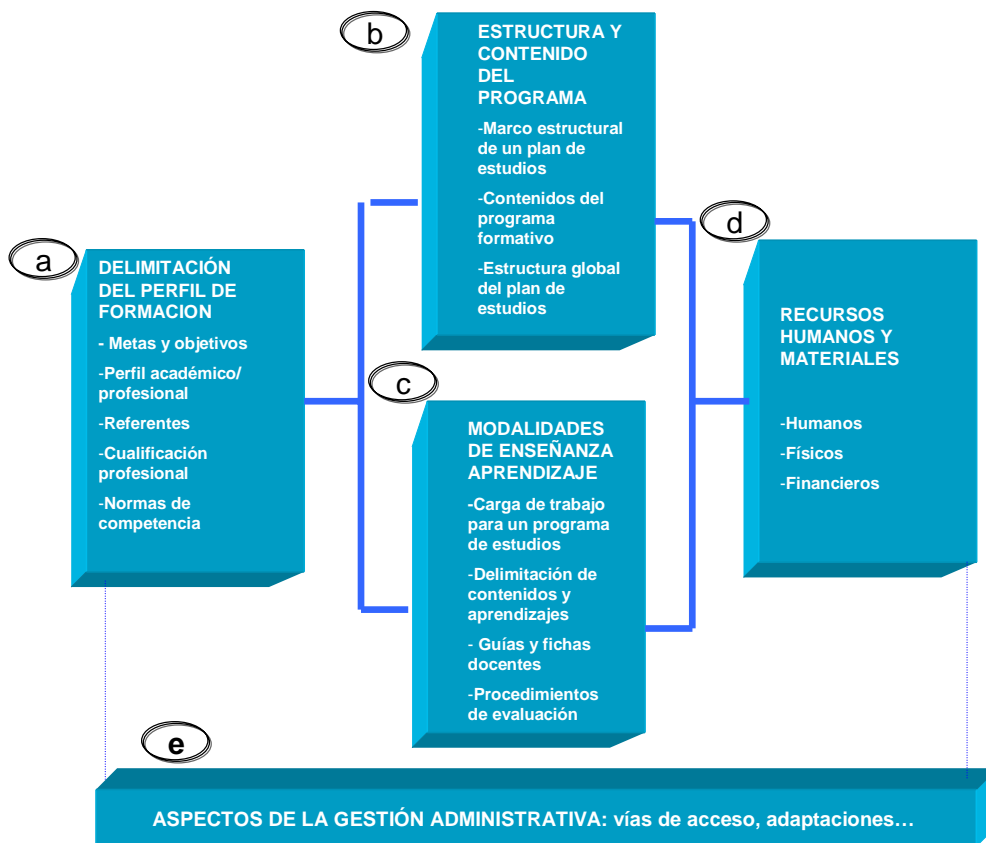 a
DELIMITACIÓN
DEL PERFIL DE
FORMACION
- Metas y objetivos
-Perfil académico/
profesional
-Referentes
-Cualificación
profesional
-Normas de
competencia
b
ESTRUCTURA Y
CONTENIDO
DEL
PROGRAMA
-Marco estructural
de un plan de
estudios
-Contenidos del
programa
formativo
-Estructura global
del plan de
estudios
c
MODALIDADES
DE ENSEÑANZA
APRENDIZAJE
-Carga de trabajo
para un programa
de estudios
-Delimitación de
contenidos y
aprendizajes
- Guías y fichas
docentes
-Procedimientos
de evaluación
d
RECURSOS
HUMANOS Y
MATERIALES
-Humanos
-Físicos
-Financieros
e
ASPECTOS DE LA GESTIÓN ADMINISTRATIVA: vías de acceso, adaptaciones…